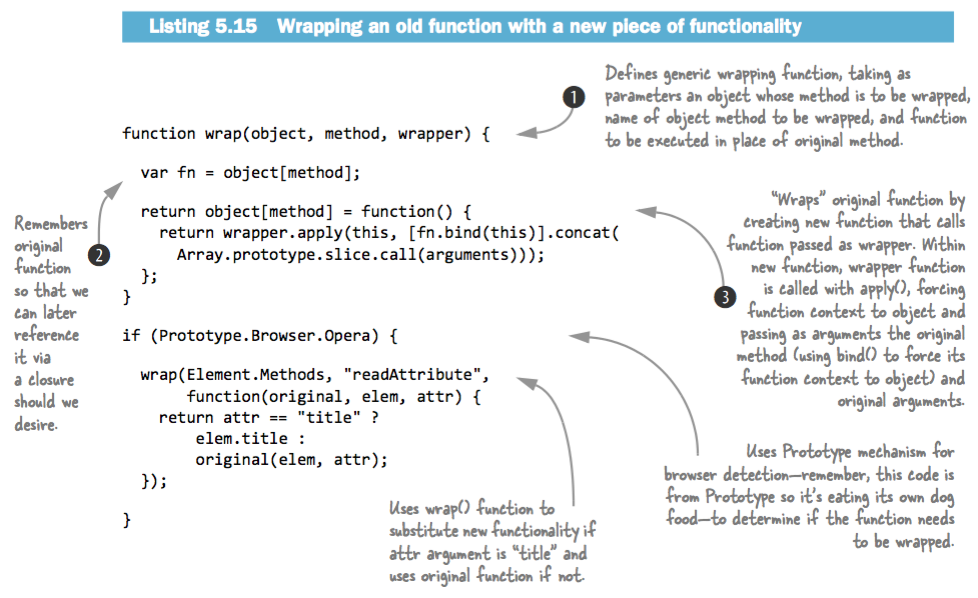 Listing 5.15 Wrapping an old function with a new piece of functionality
Defines generic wrapping function, taking as
parameters an object whose method is to be wrapped,
name of object method to be wrapped, and function
to be executed in place of original method.
1
function wrap(object, method, wrapper) {
var fn = object[method];
Remembers
original
function
so that we
can later
reference
it via
a closure
should we
desire.
2
return object[method] = function() {
return wrapper.apply(this, [fn.bind(this)].concat(
Array.prototype.slice.call(arguments)));
};
}
"Wraps" original function by
creating new function that calls
function passed as wrapper. Within
new function, wrapper function
is called with apply(), forcing
function context to object and
passing as arguments the original
method (using bind() to force its
function context to object) and
original arguments.
3
if (Prototype.Browser.Opera) {
wrap(Element.Methods, "readAttribute",
function(original, elem, attr) {
return attr == "title" ?
elem.title :
original(elem, attr);
});
}
Uses Prototype mechanism for
browser detection—remember, this code is
from Prototype so it's eating its own dog
food—to determine if the function needs
to be wrapped.
Uses wrap() function to
substitute new functionality if
attr argument is "title" and
uses original function if not.